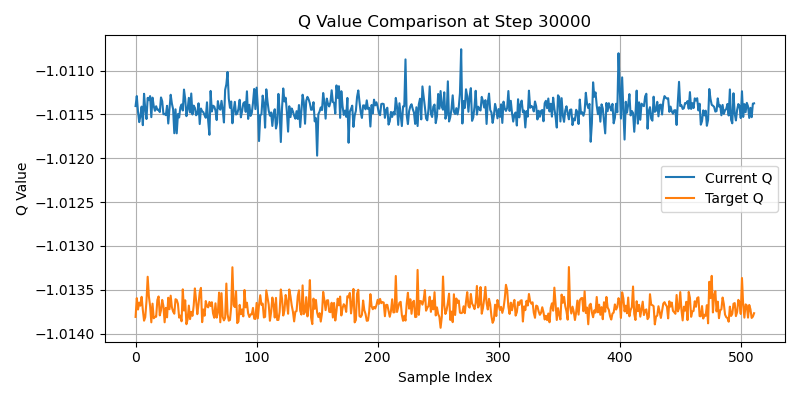 Q Value Comparison at Step 30000
Q Value
−1.0110
−1.0115
−1.0120
−1.0125
−1.0130
−1.0135
−1.0140
Current Q
Target Q
0
100
200
300
400
500
Sample Index